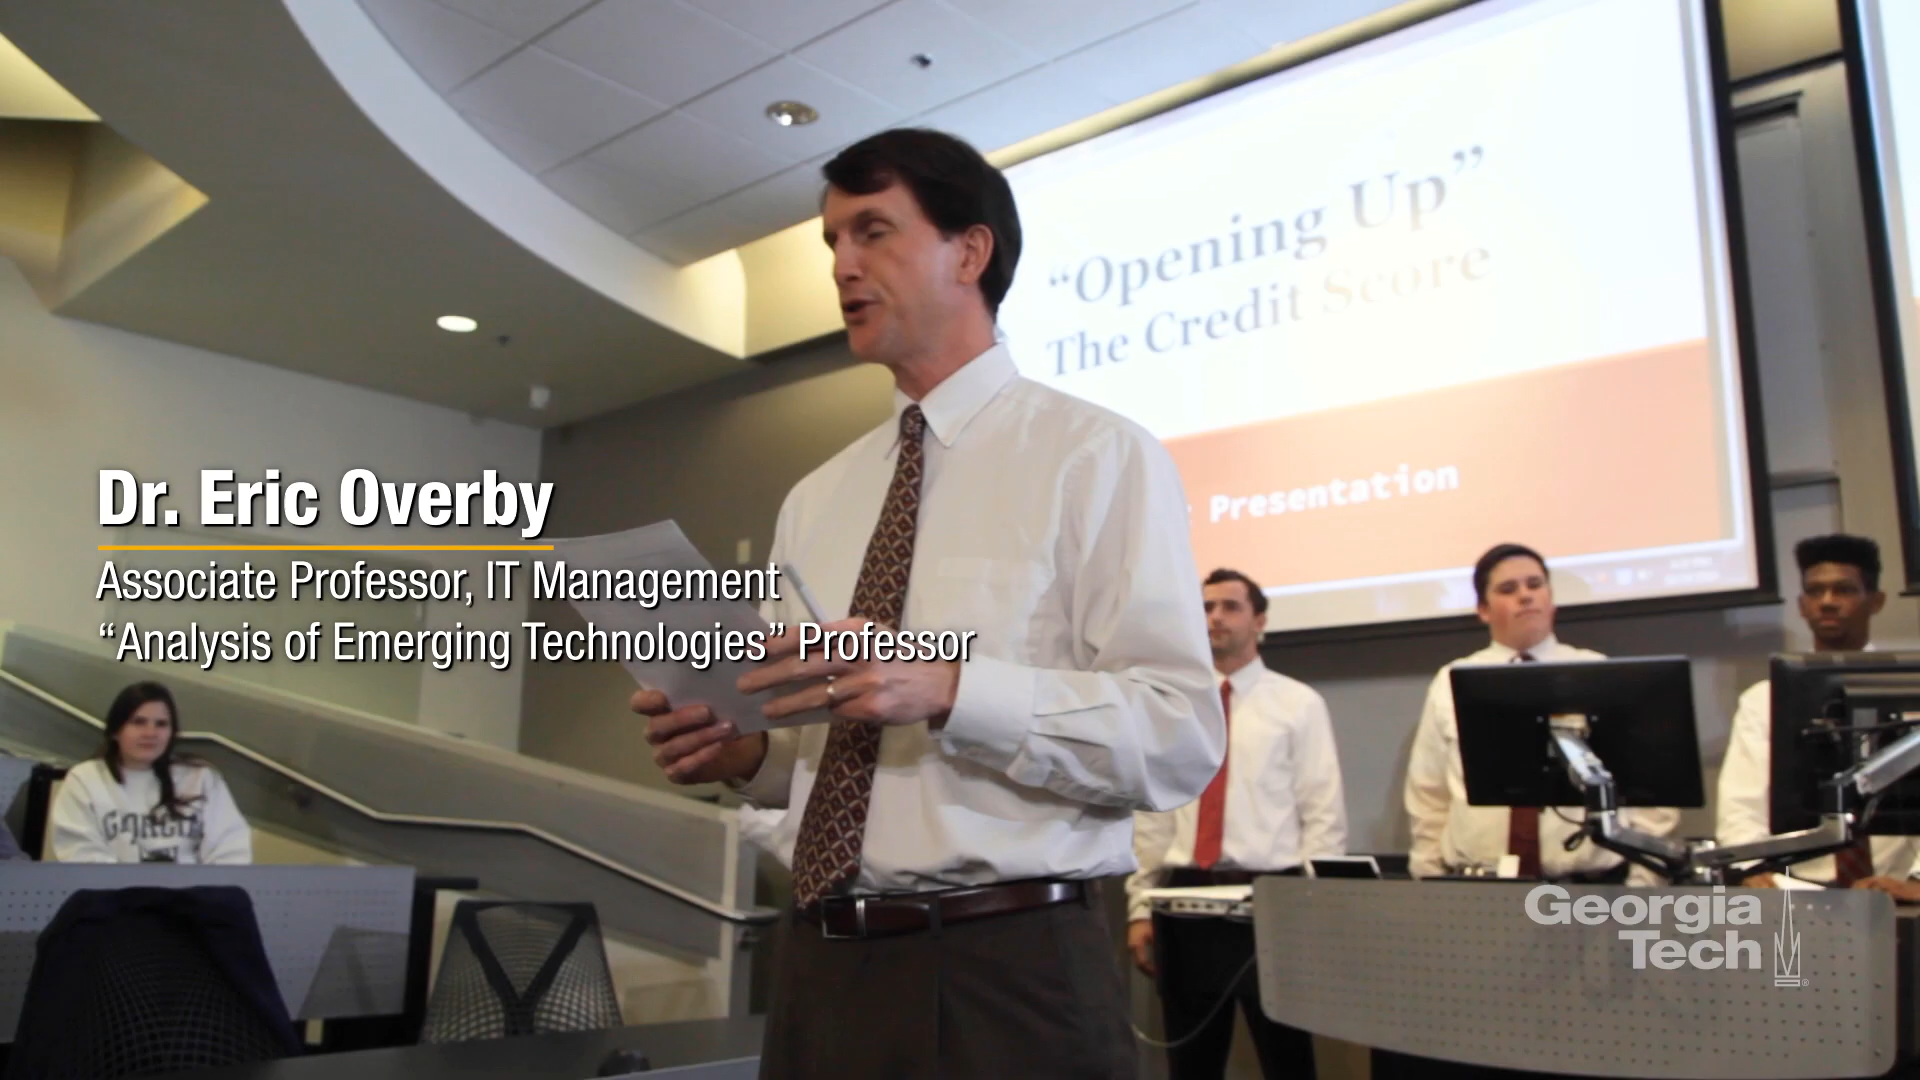 “Opening Up”
The Credit Score
Presentation
Dr. Eric Overby
Associate Professor, IT Management
“Analysis of Emerging Technologies” Professor
GEORGIA
Georgia
Tech